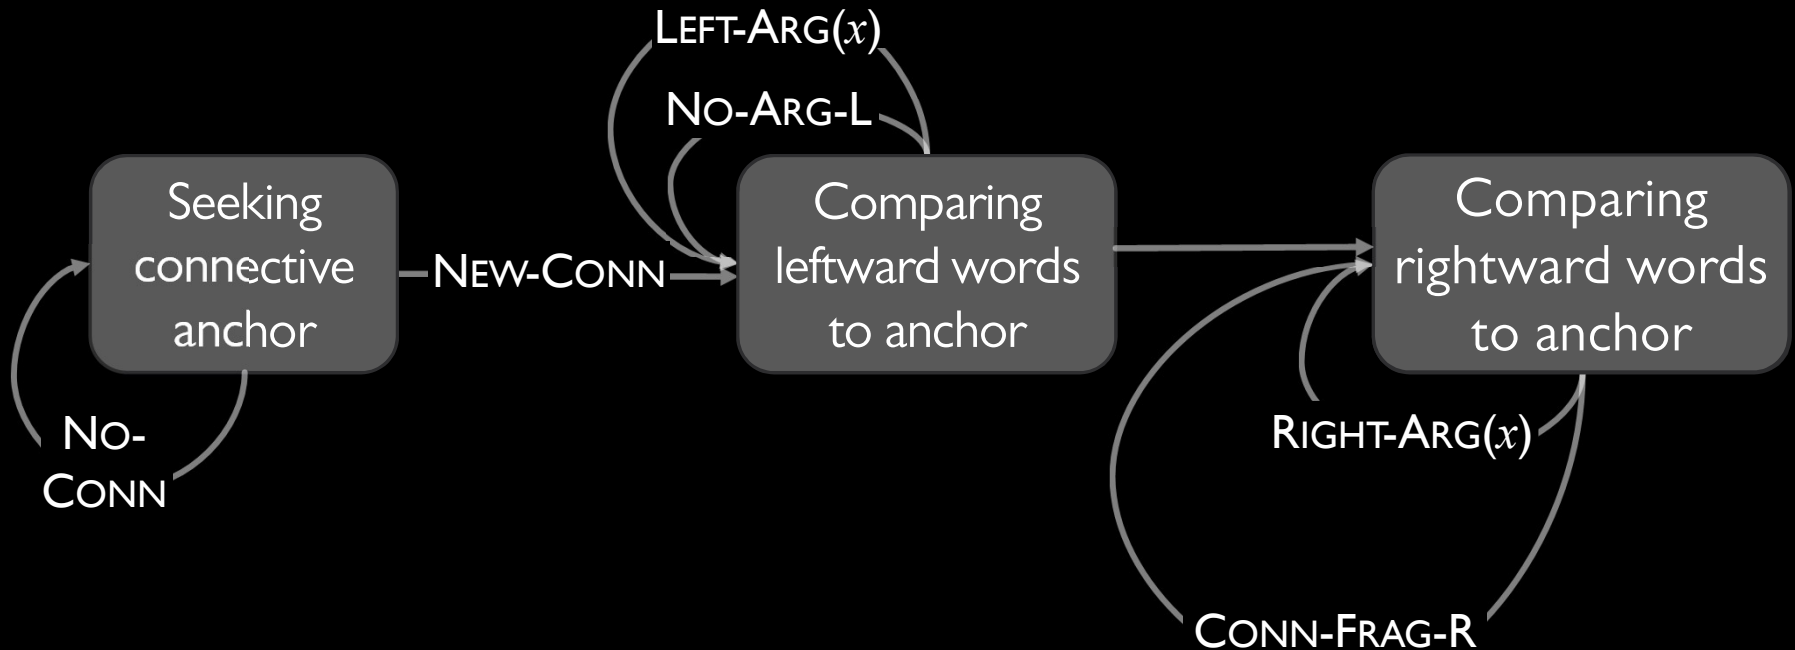 LEFT-ARG(x)
NO-ARG-L
Seeking
connective
anchor
NEW-CONN
Comparing
leftward words
to anchor
Comparing
rightward words
to anchor
NO-
CONN
RIGHT-ARG(x)
CONN-FRAG-R